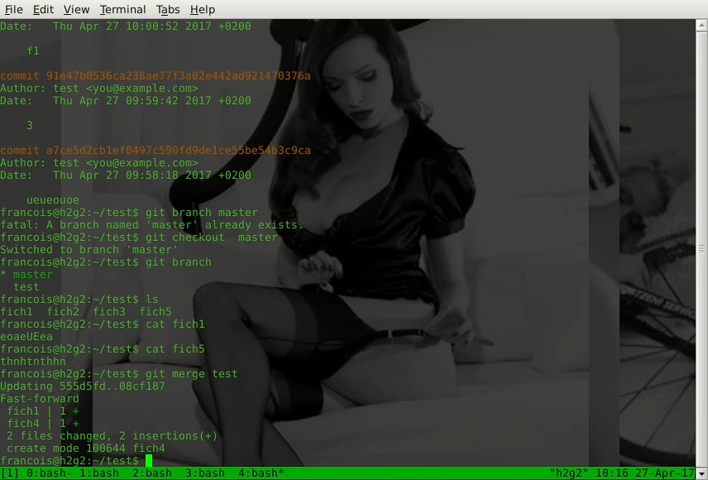 File Edit View Terminal Tabs Help
Date:   Thu Apr 27 10:00:52 2017 +0200
f1
commit 91e47b0536ca238ae77f3a02e442ad921470376a
Author: test <you@example.com>
Date:   Thu Apr 27 09:59:42 2017 +0200
3
commit a7ce5d2cb1ef0497c590fd9de1ce55be54b3c9ca
Author: test <you@example.com>
Date:   Thu Apr 27 09:58:18 2017 +0200
ueueouoe
francois@h2g2:~/test$ git branch master
fatal: A branch named 'master' already exists.
francois@h2g2:~/test$ git checkout  master
Switched to branch 'master'
francois@h2g2:~/test$ git branch
* master
test
francois@h2g2:~/test$ ls
fich1  fich2  fich3  fich5
francois@h2g2:~/test$ cat fich1
eoaeUEea
francois@h2g2:~/test$ cat fich5
thnhtnthhn
francois@h2g2:~/test$ git merge test
Updating 555d5fd..08cf187
Fast-forward
fich1 | 1 +
fich4 | 1 +
2 files changed, 2 insertions(+)
create mode 100644 fich4
francois@h2g2:~/test$
[1] 0:bash- 1:bash  2:bash  3:bash  4:bash* "h2g2" 10:16 27-Apr-17